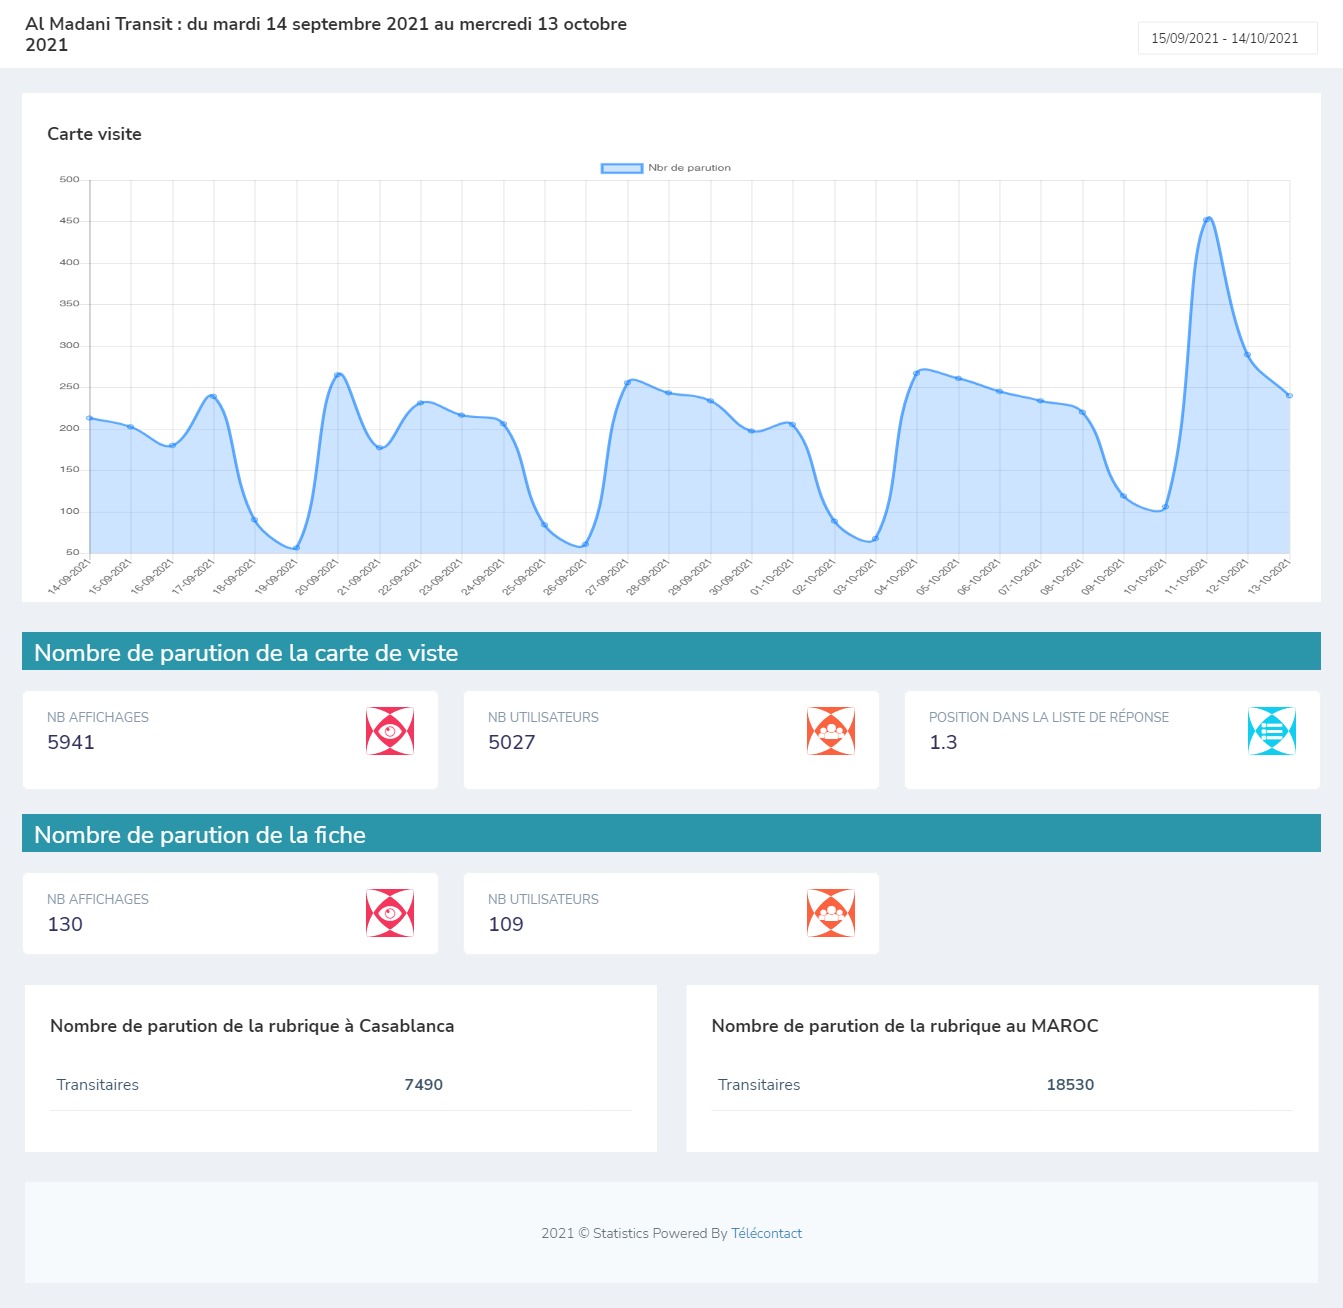 Al Madani Transit : du mardi 14 septembre 2021 au mercredi 13 octobre
2021
15/09/2021 - 14/10/2021
Carte visite
Nbr de parution
500
450
400
350
300
250
200
150
100
50
14-09-2021
15-09-2021
16-09-2021
17-09-2021
18-09-2021
19-09-2021
20-09-2021
21-09-2021
22-09-2021
23-09-2021
24-09-2021
25-09-2021
26-09-2021
27-09-2021
28-09-2021
29-09-2021
30-09-2021
01-10-2021
02-10-2021
03-10-2021
04-10-2021
05-10-2021
06-10-2021
07-10-2021
08-10-2021
09-10-2021
10-10-2021
11-10-2021
12-10-2021
13-10-2021
Nombre de parution de la carte de viste
NB AFFICHAGES
5941
NB UTILISATEURS
5027
POSITION DANS LA LISTE DE RÉPONSE
1.3
Nombre de parution de la fiche
NB AFFICHAGES
130
NB UTILISATEURS
109
Nombre de parution de la rubrique à Casablanca
Transitaires 7490
Nombre de parution de la rubrique au MAROC
Transitaires 18530
2021 © Statistics Powered By Télécontact